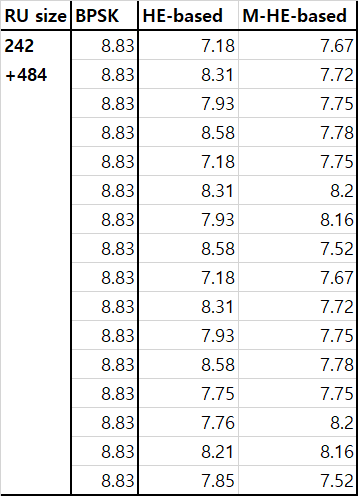 RU size BPSK HE-based M-HE-based
242 8.83 7.18 7.67
+484 8.83 8.31 7.72
8.83 7.93 7.75
8.83 8.58 7.78
8.83 7.18 7.75
8.83 8.31 8.2
8.83 7.93 8.16
8.83 8.58 7.52
8.83 7.18 7.67
8.83 8.31 7.72
8.83 7.93 7.75
8.83 8.58 7.78
8.83 7.75 7.75
8.83 7.76 8.2
8.83 8.21 8.16
8.83 7.85 7.52